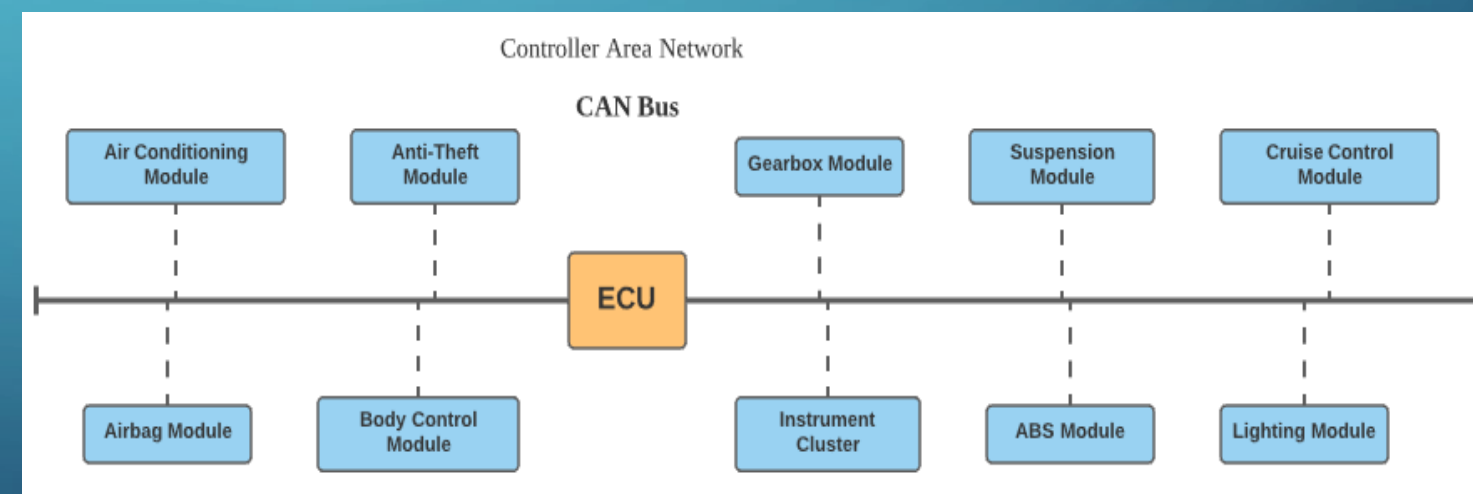 Controller Area Network
CAN Bus
Air Conditioning
Module
Anti-Theft
Module
Gearbox Module
Suspension
Module
Cruise Control
Module
ECU
Airbag Module
Body Control
Module
Instrument
Cluster
ABS Module
Lighting Module